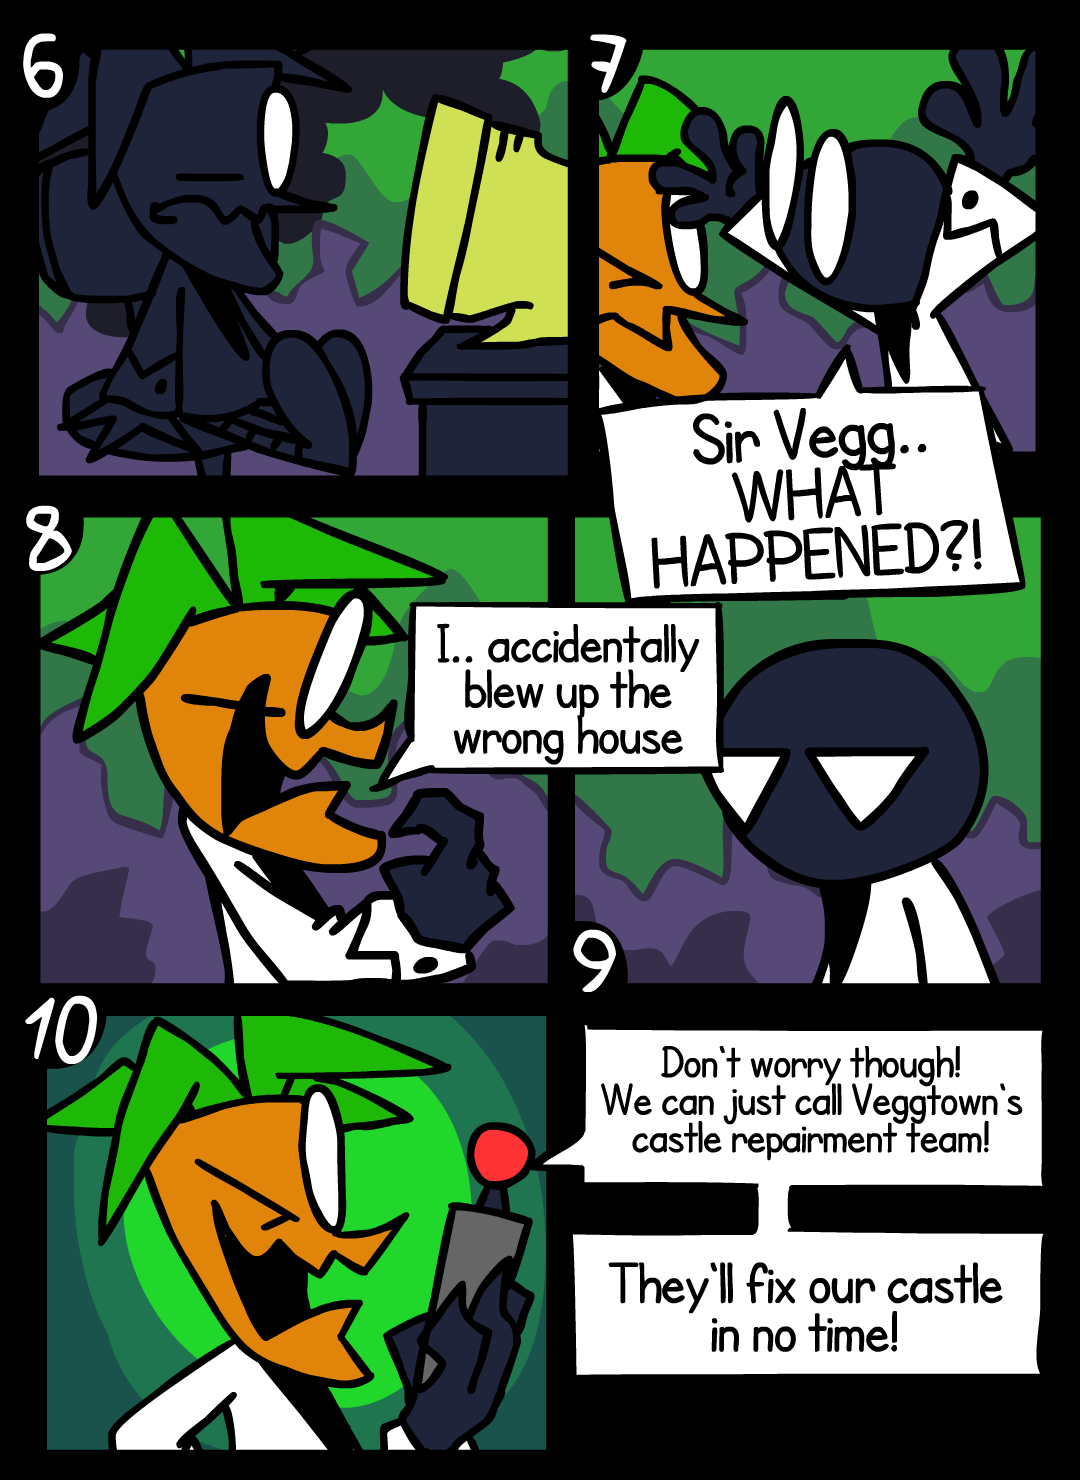 6
7
Sir Vegg..
WHAT
HAPPENED?!
8
I.. accidentally
blew up the
wrong house
9
10
Don't worry though!
We can just call Veggtown's
castle repairment team!
They'll fix our castle
in no time!